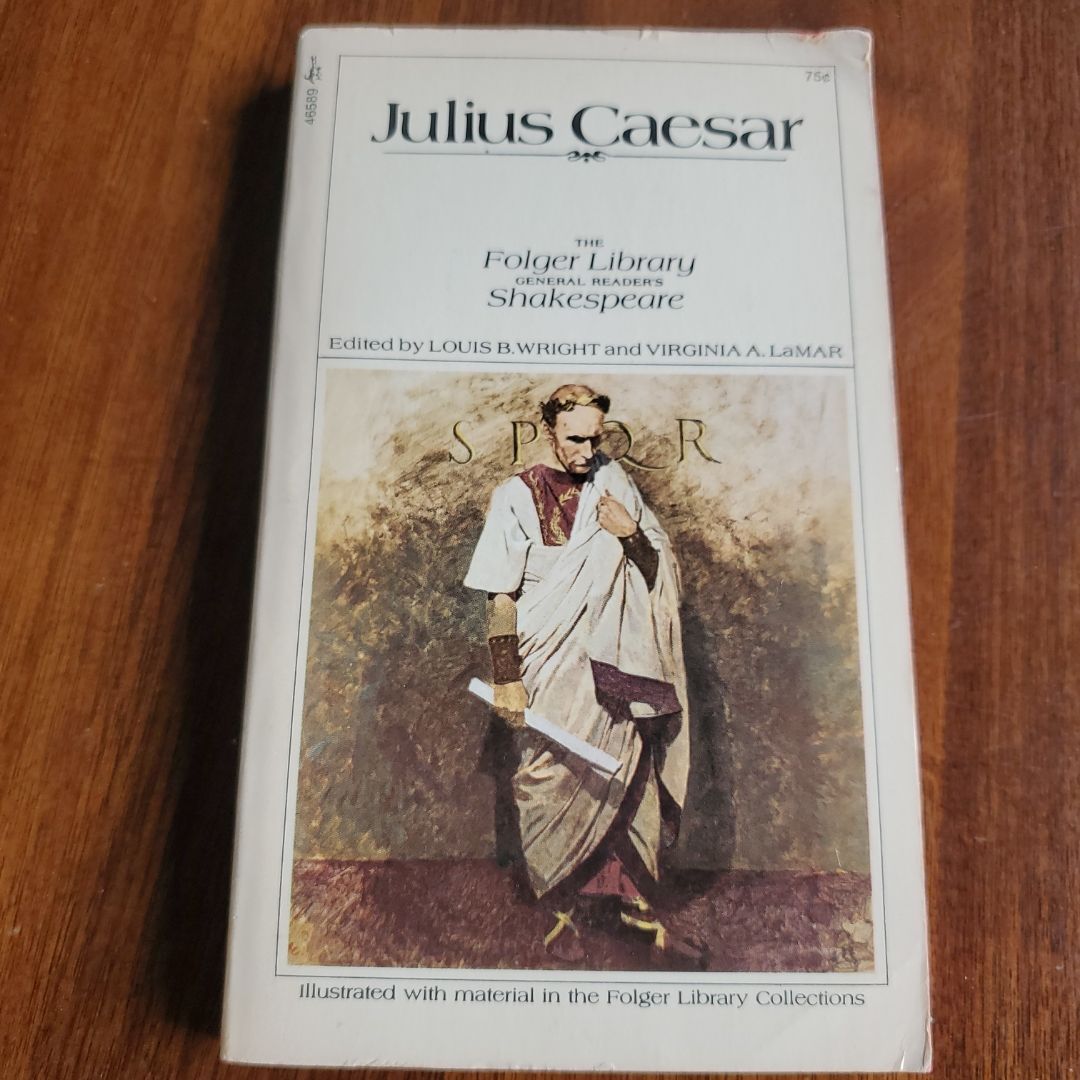 46589
75¢
Julius Caesar
THE
Folger Library
GENERAL READER'S
Shakespeare
Edited by LOUIS B. WRIGHT and VIRGINIA A. LaMAR
SPQR
Illustrated with material in the Folger Library Collections